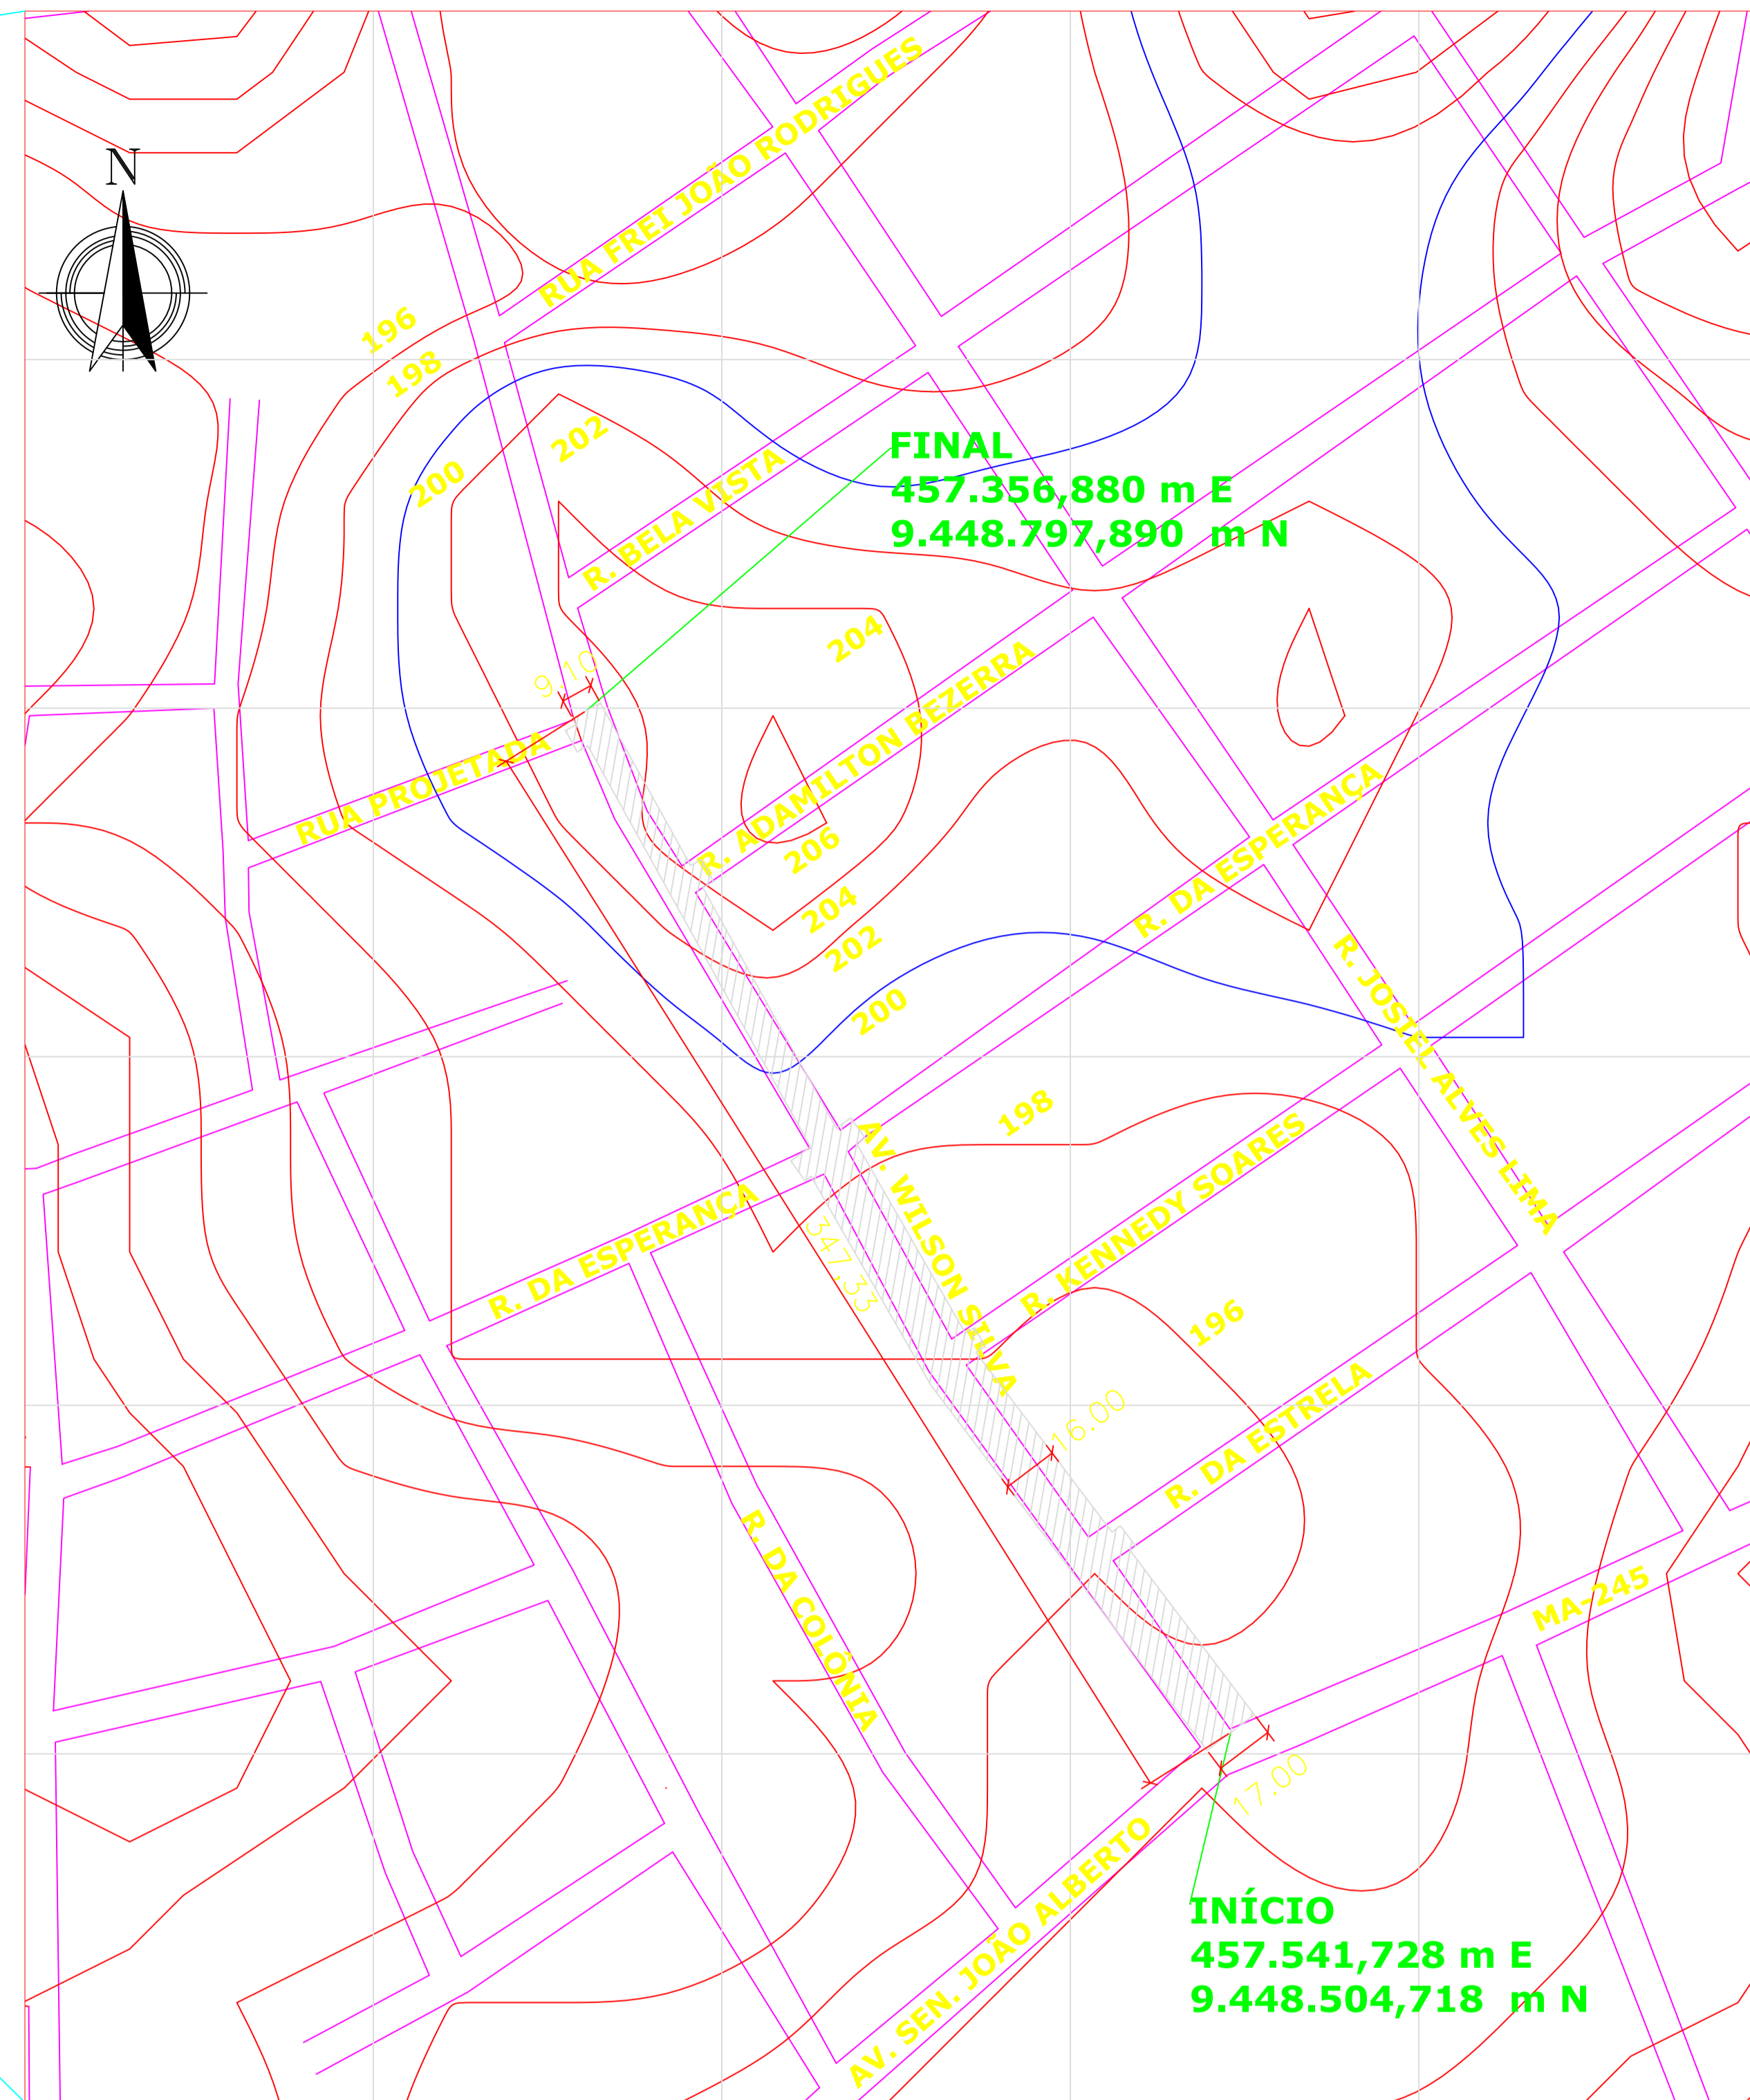 N
RUA FREI JOÃO RODRIGUES
196
198
202
200
FINAL
457.356,880 m E
9.448.797,890 m N
R. BELA VISTA
204
9.70
R. ADAMILTON BEZERRA
RUA PROJETADA
R. DA ESPERANÇA
206
204
202
200
R. JOSIEL ALVES LIMA
198
AV. WILSON SILVA
R. KENNEDY SOARES
R. DA ESPERANÇA
347,33
196
R. DA ESTRELA
16.00
R. DA COLÔNIA
MA-245
17.00
AV. SEN. JOÃO ALBERTO
INÍCIO
457.541,728 m E
9.448.504,718 m N